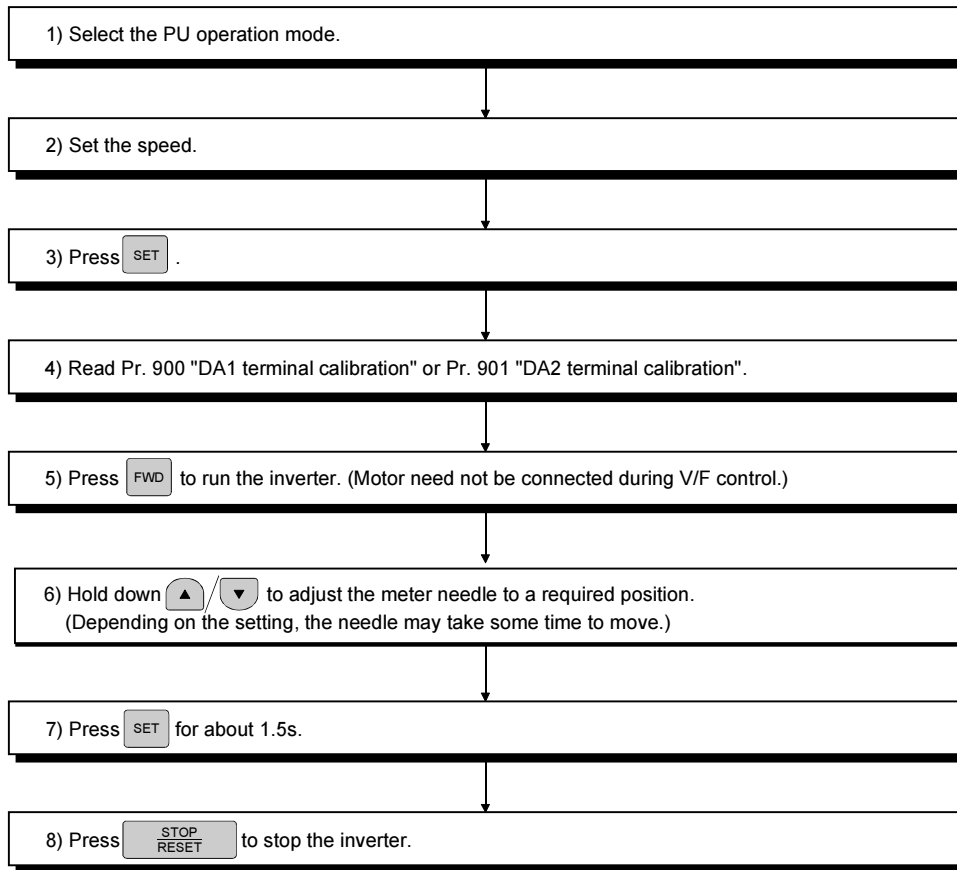 1) Select the PU operation mode.
2) Set the speed.
3) Press SET .
4) Read Pr. 900 "DA1 terminal calibration" or Pr. 901 "DA2 terminal calibration".
5) Press FWD to run the inverter. (Motor need not be connected during V/F control.)
6) Hold down ▲/▼ to adjust the meter needle to a required position.
(Depending on the setting, the needle may take some time to move.)
7) Press SET for about 1.5s.
8) Press STOP RESET to stop the inverter.